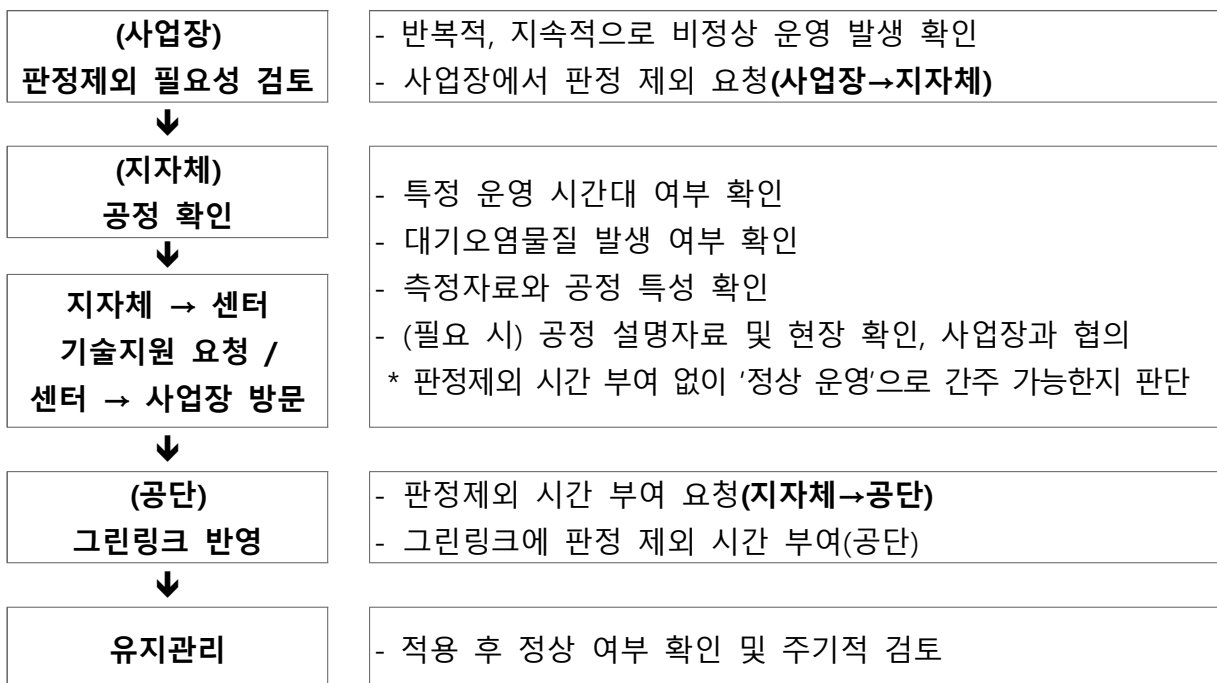 (사업장)
판정제외 필요성 검토
- 반복적, 지속적으로 비정상 운영 발생 확인
- 사업장에서 판정 제외 요청(사업장→지자체)
🡻
(지자체)
공정 확인
🡻
지자체 → 센터
기술지원 요청 /
센터 → 사업장 방문
- 특정 운영 시간대 여부 확인
- 대기오염물질 발생 여부 확인
- 측정자료와 공정 특성 확인
- (필요 시) 공정 설명자료 및 현장 확인, 사업장과 협의
* 판정제외 시간 부여 없이 '정상 운영'으로 간주 가능한지 판단
🡻
(공단)
그린링크 반영
- 판정제외 시간 부여 요청(지자체→공단)
- 그린링크에 판정 제외 시간 부여(공단)
🡻
유지관리
- 적용 후 정상 여부 확인 및 주기적 검토